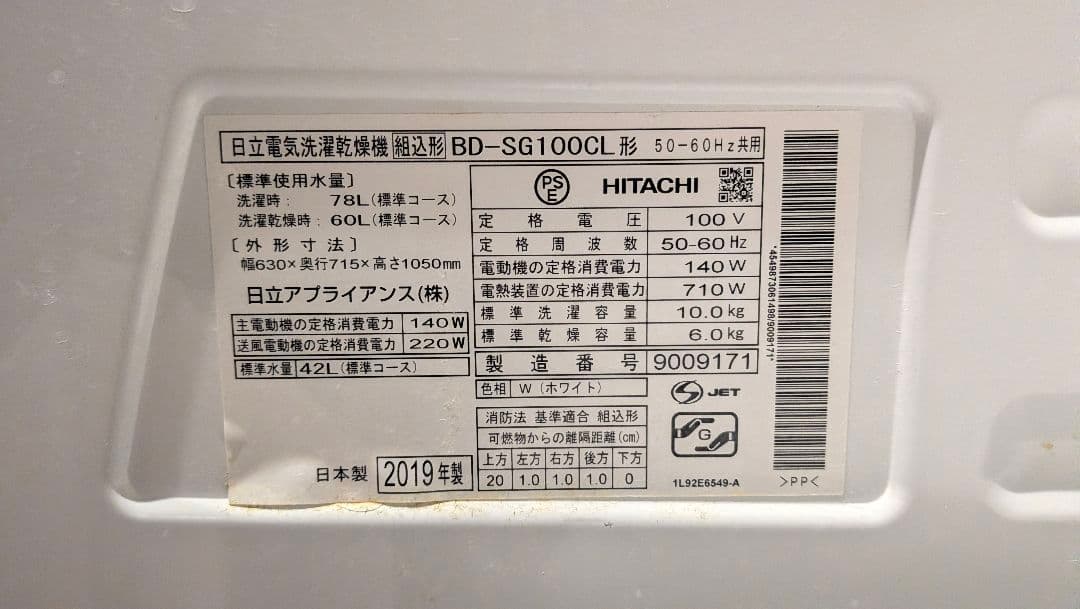 日立電気洗濯乾燥機 組込形 BD-SG100CL形 50-60Hz共用
〔標準使用水量〕
洗濯時: 78L(標準コース)
洗濯乾燥時: 60L(標準コース)
〔外形寸法〕
幅630×奥行715×高さ1050mm
日立アプライアンス(株)
主電動機の定格消費電力 140W
送風電動機の定格消費電力 220W
標準水量 42L(標準コース)
日本製 2019年製
PS E HITACHI
定格電圧 100V
定格周波数 50-60Hz
電動機の定格消費電力 140W
電熱装置の定格消費電力 710W
標準洗濯容量 10.0kg
標準乾燥容量 6.0kg
製造番号 9009171
色相 W(ホワイト)
消防法 基準適合 組込形
可燃物からの離隔距離(cm)
上方 左方 右方 後方 下方
20 1.0 1.0 1.0 0
S JET
G
1L92E6549-A
*4549873061498/9009171*
>PP<